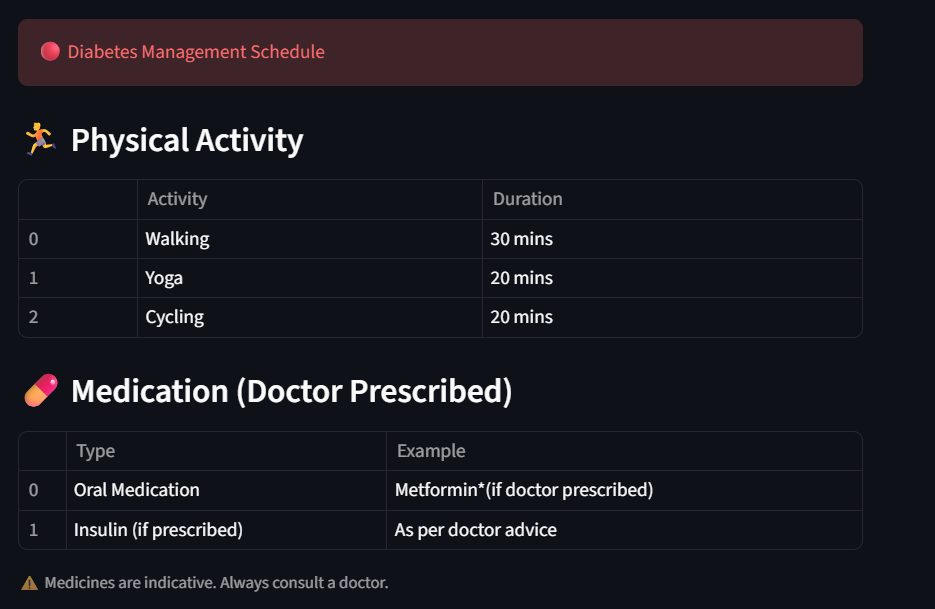 🔴 Diabetes Management Schedule
🏃 Physical Activity
Activity Duration
0 Walking 30 mins
1 Yoga 20 mins
2 Cycling 20 mins
💊 Medication (Doctor Prescribed)
Type Example
0 Oral Medication Metformin*(if doctor prescribed)
1 Insulin (if prescribed) As per doctor advice
⚠️ Medicines are indicative. Always consult a doctor.